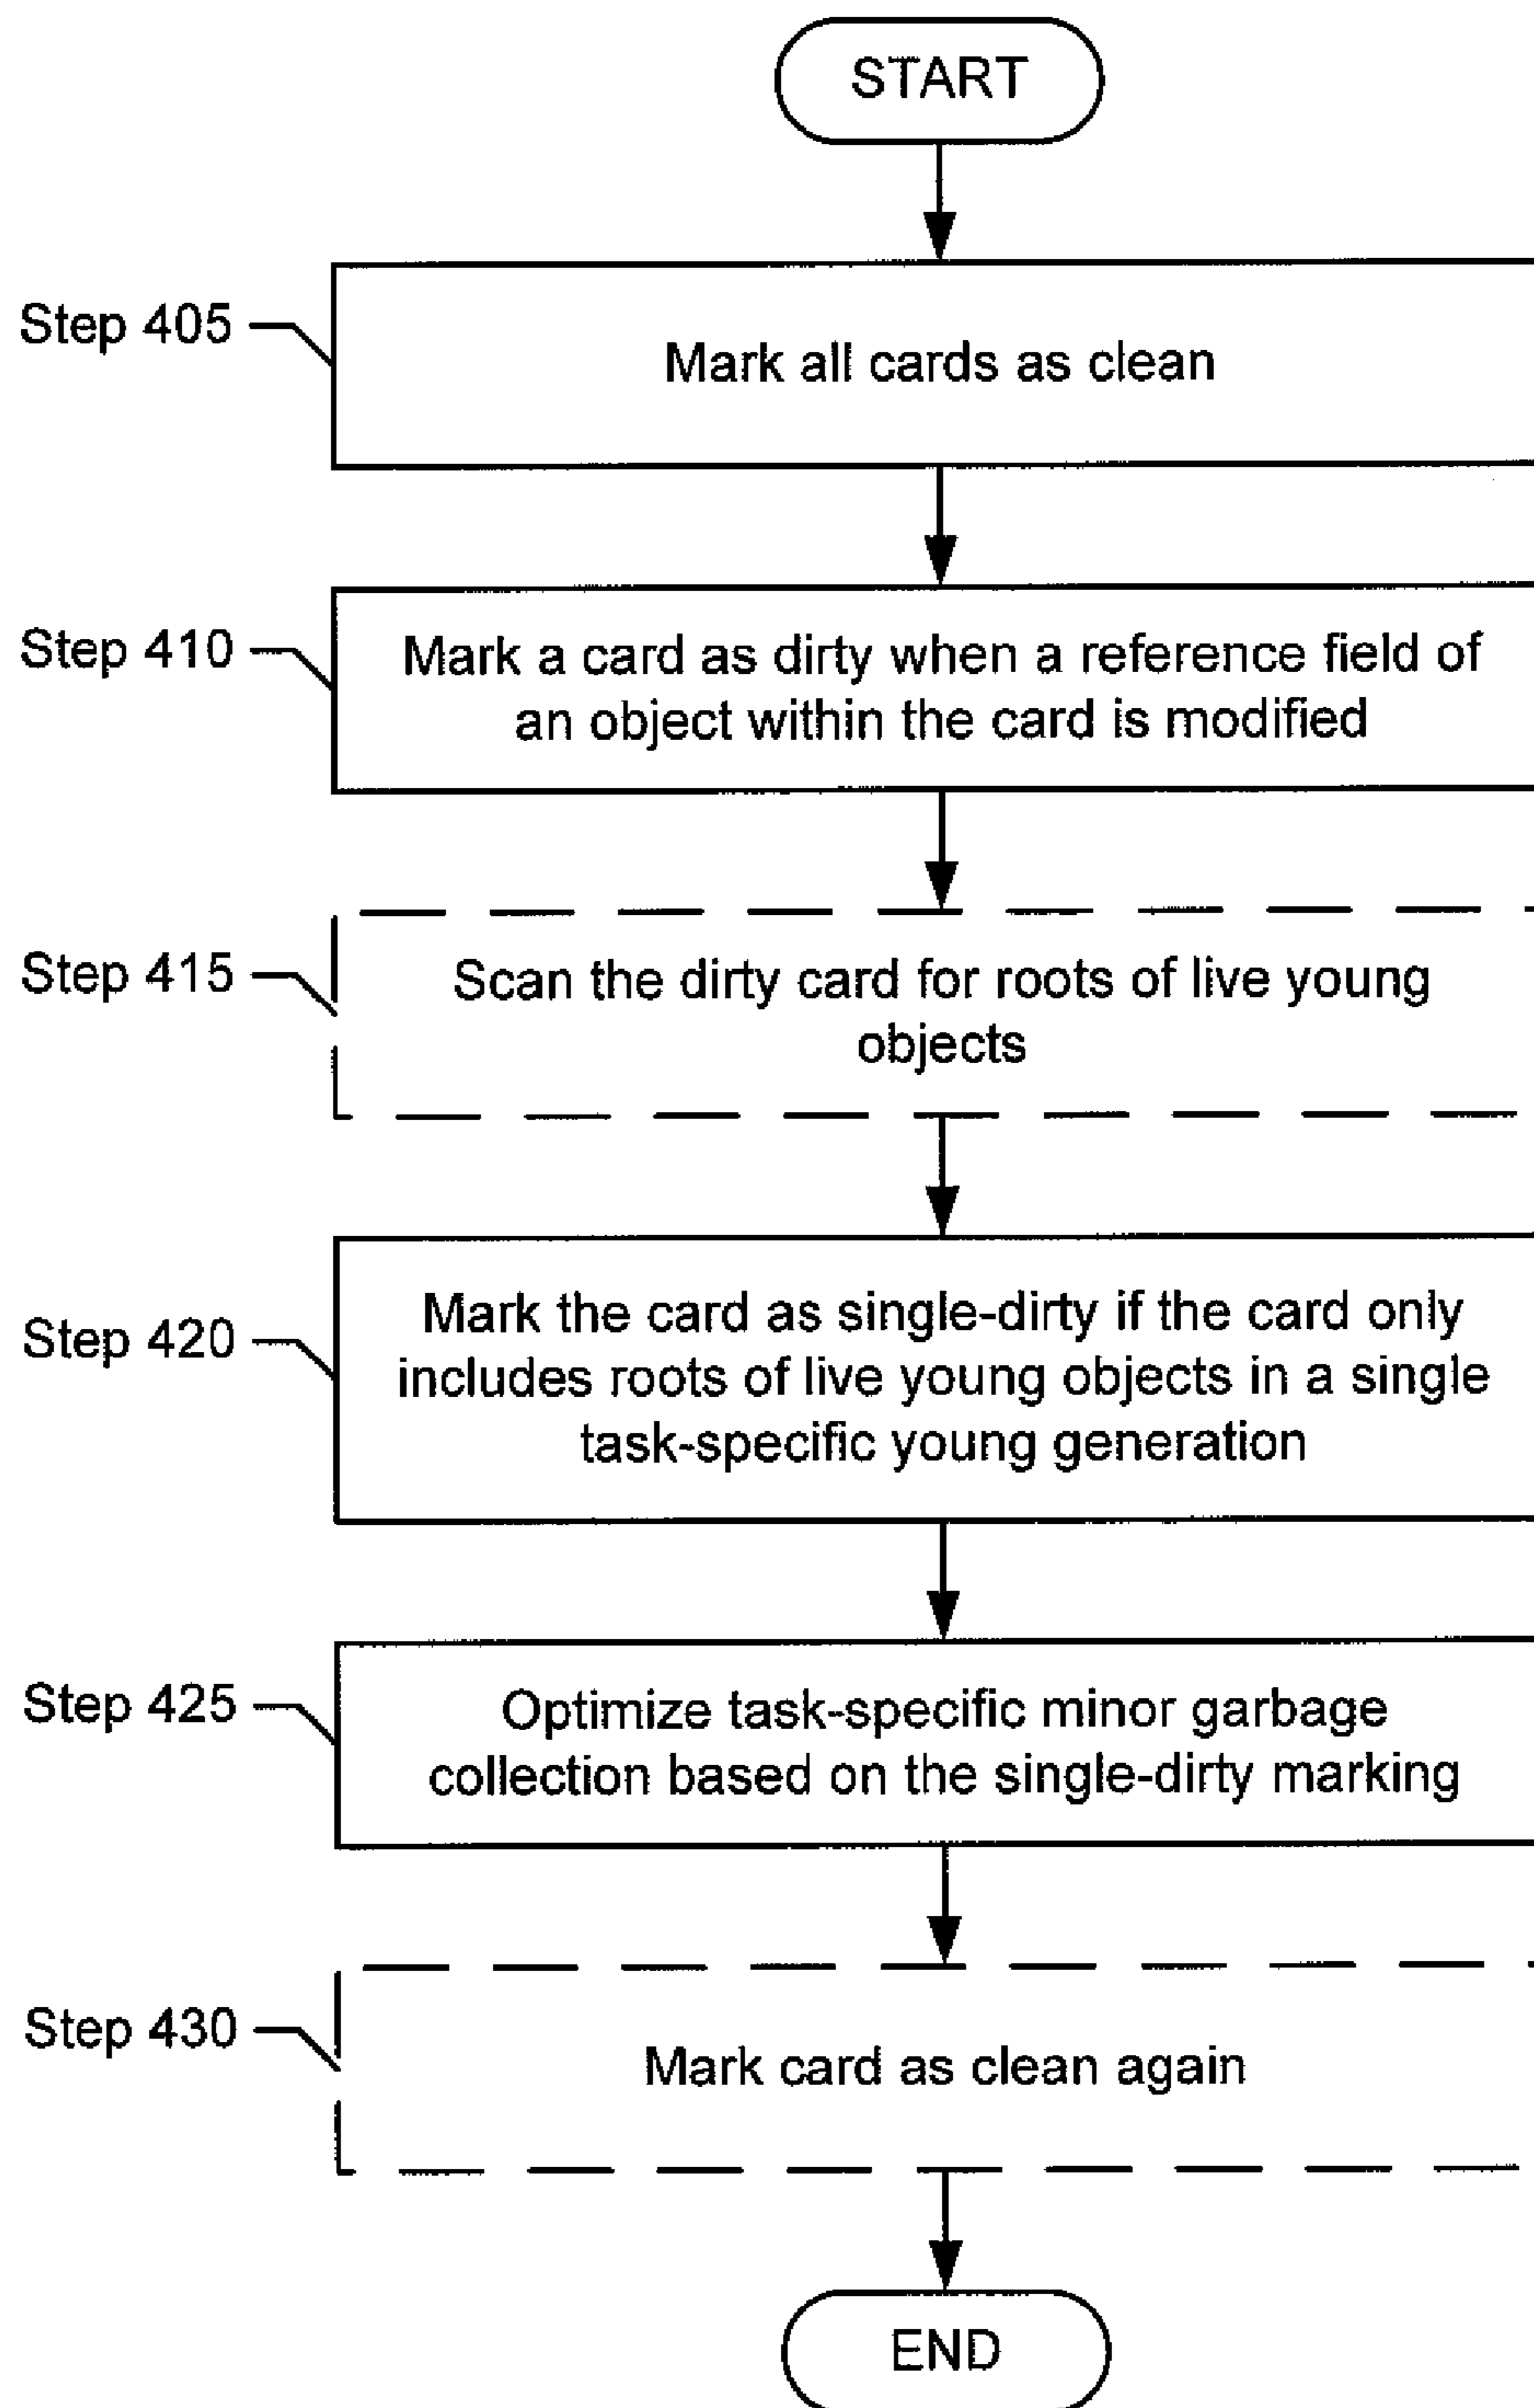 START
Step 405
Mark all cards as clean
Step 410
Mark a card as dirty when a reference field of
an object within the card is modified
Step 415
Scan the dirty card for roots of live young
objects
Step 420
Mark the card as single-dirty if the card only
includes roots of live young objects in a single
task-specific young generation
Step 425
Optimize task-specific minor garbage
collection based on the single-dirty marking
Step 430
Mark card as clean again
END